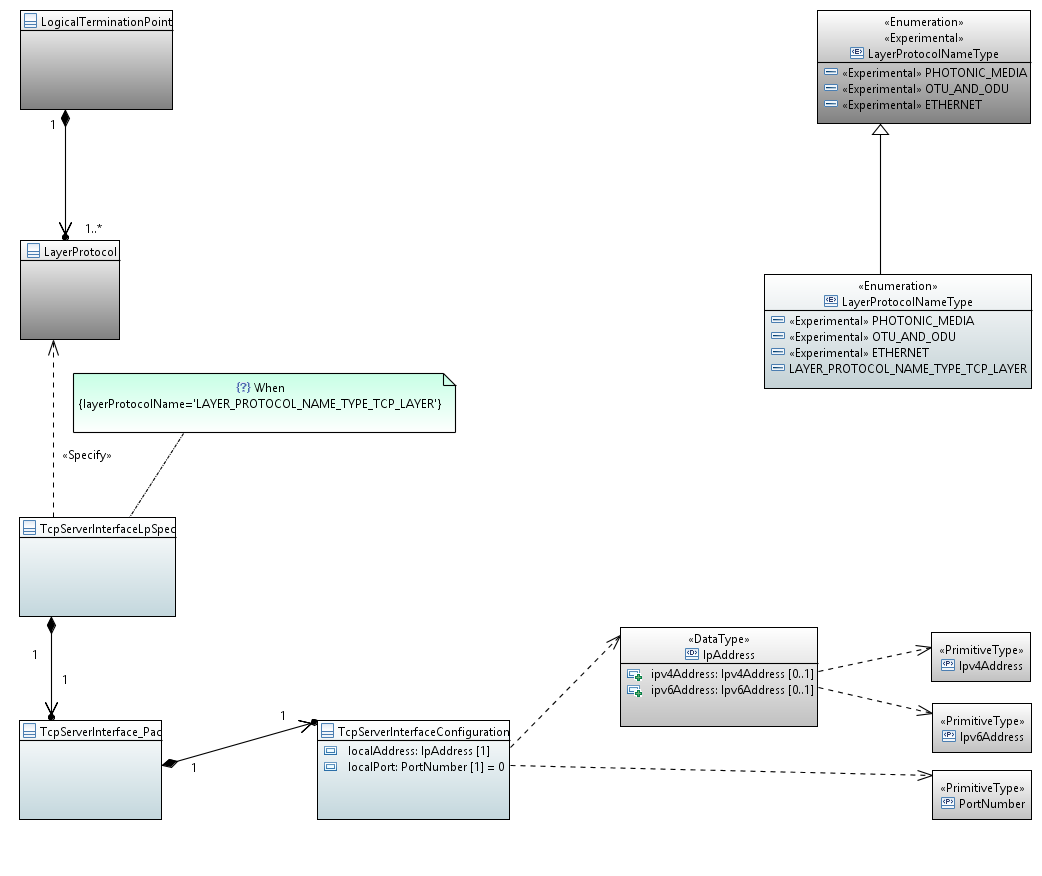 LogicalTerminationPoint
1
1..*
LayerProtocol
«Enumeration»
«Experimental»
LayerProtocolNameType
«Experimental» PHOTONIC_MEDIA
«Experimental» OTU_AND_ODU
«Experimental» ETHERNET
«Enumeration»
LayerProtocolNameType
«Experimental» PHOTONIC_MEDIA
«Experimental» OTU_AND_ODU
«Experimental» ETHERNET
LAYER_PROTOCOL_NAME_TYPE_TCP_LAYER
{?} When
{layerProtocolName='LAYER_PROTOCOL_NAME_TYPE_TCP_LAYER'}
«Specify»
TcpServerInterfaceLpSpec
1
1
TcpServerInterface_Pac
1
1
TcpServerInterfaceConfiguration
localAddress: IpAddress [1]
localPort: PortNumber [1] = 0
«DataType»
IpAddress
ipv4Address: Ipv4Address [0..1]
ipv6Address: Ipv6Address [0..1]
«PrimitiveType»
Ipv4Address
«PrimitiveType»
Ipv6Address
«PrimitiveType»
PortNumber